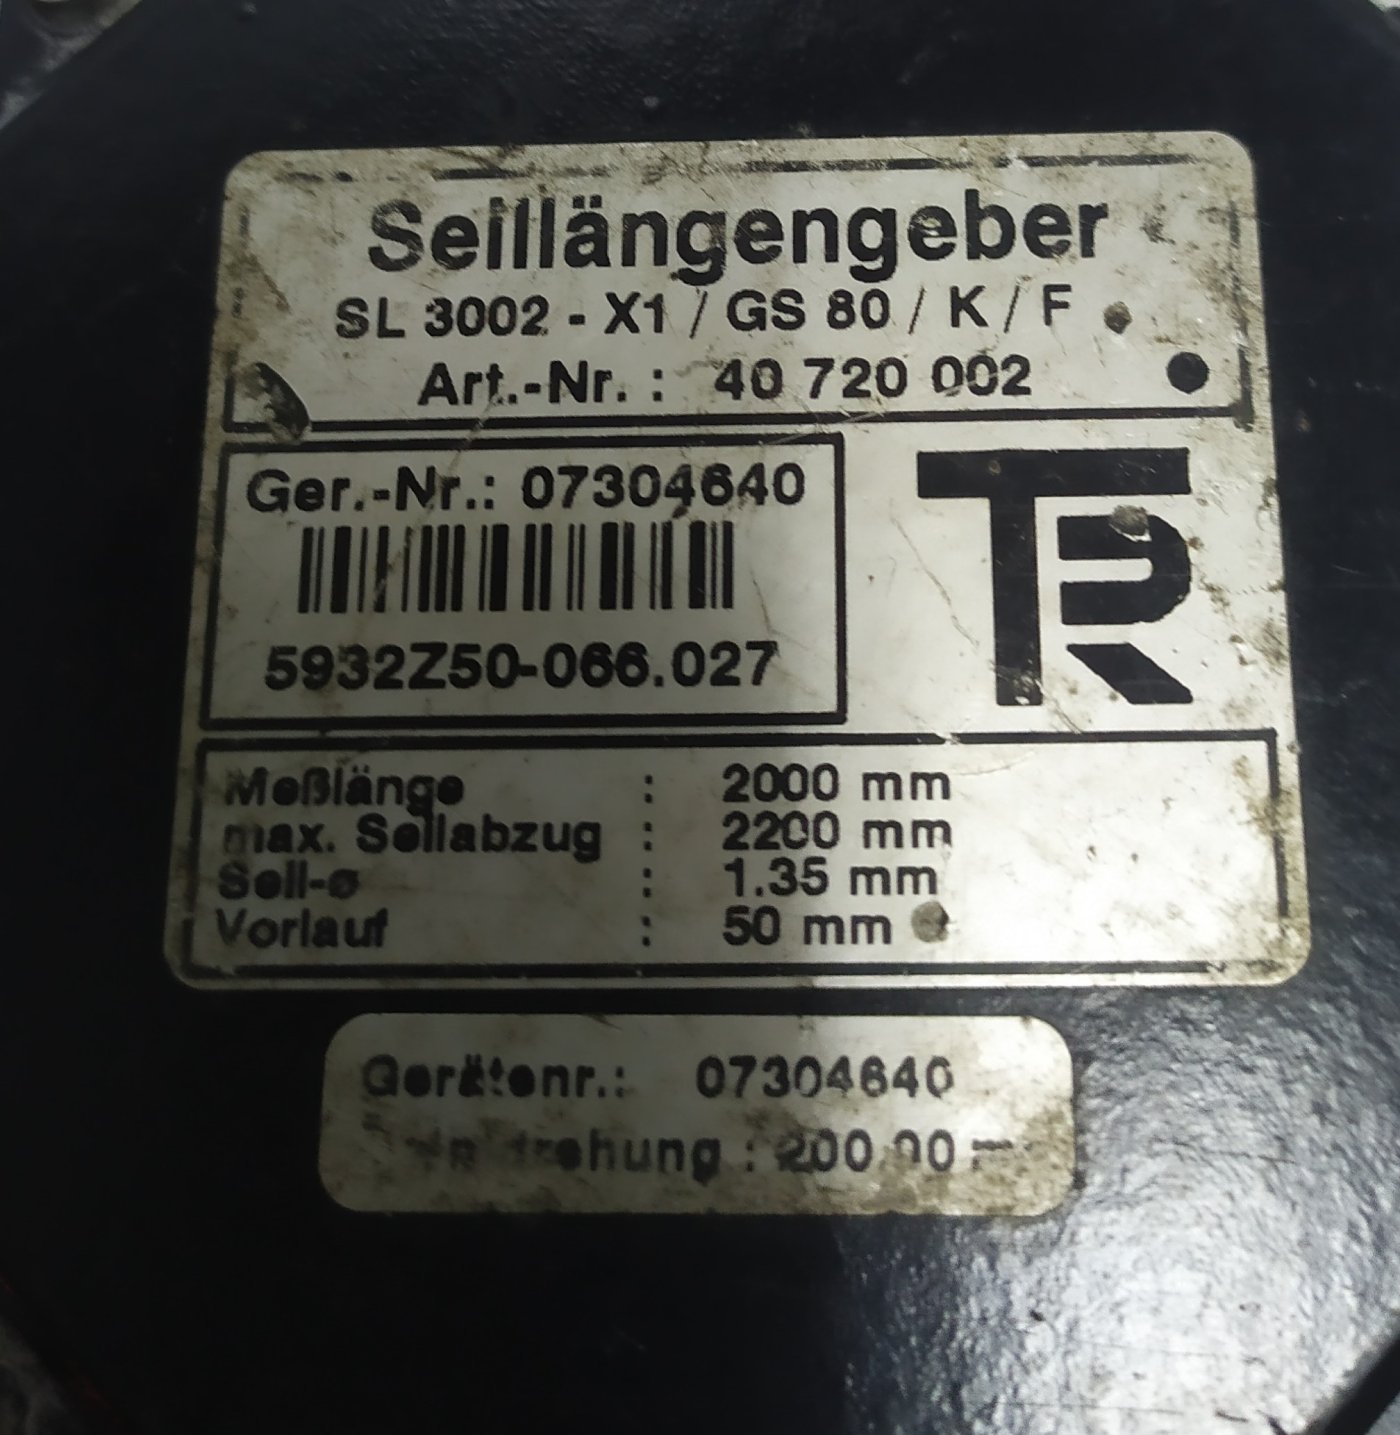 Seillängengeber
SL 3002 - X1 / GS 80 / K / F
Art.-Nr. : 40 720 002
Ger.-Nr.: 07304640
5932Z50-066.027
TR
Meßlänge : 2000 mm
max. Seilabzug : 2200 mm
Seil-ø : 1.35 mm
Vorlauf : 50 mm
Gerätenr.: 07304640